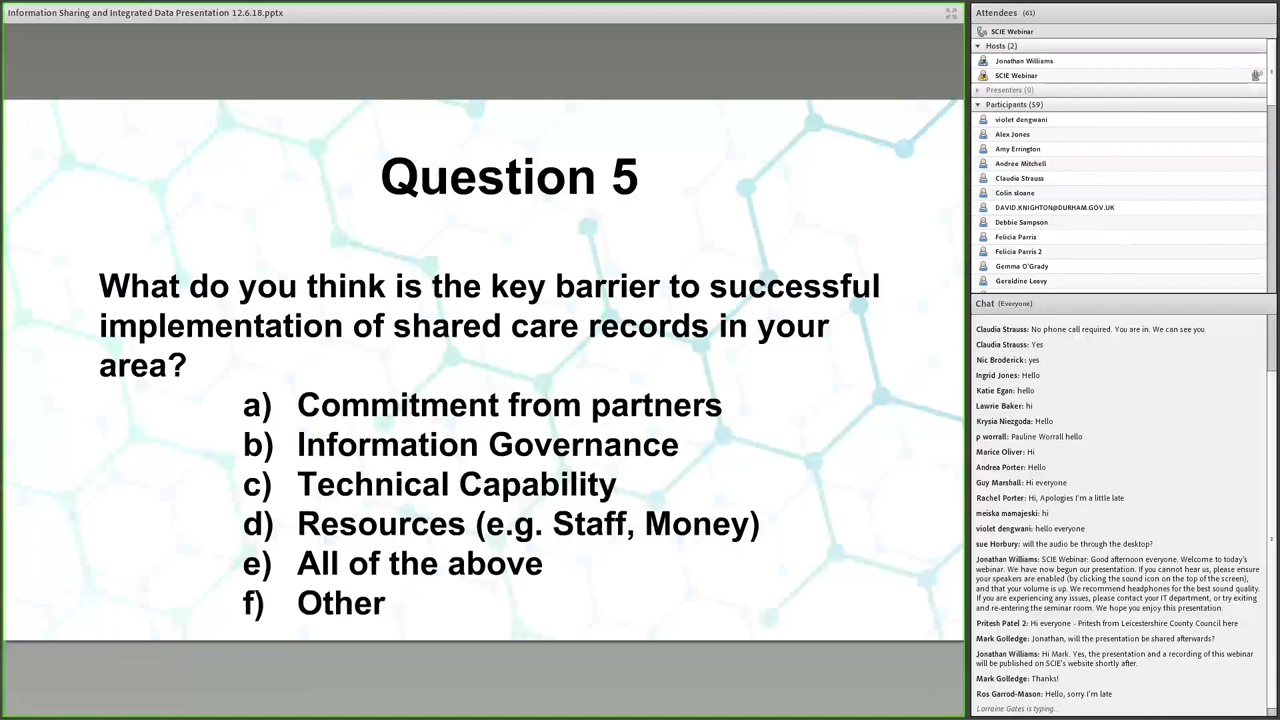 Information Sharing and Integrated Data Presentation 12.6.18.pptx
Question 5
What do you think is the key barrier to successful
implementation of shared care records in your
area?
a) Commitment from partners
b) Information Governance
c) Technical Capability
d) Resources (e.g. Staff, Money)
e) All of the above
f) Other
Attendees (61)
SCIE Webinar
Hosts (2)
Jonathan Williams
SCIE Webinar
Presenters (0)
Participants (59)
violet dengwani
Alex Jones
Amy Errington
Andree Mitchell
Claudia Strauss
Colin sloane
DAVID.KNIGHTON@DURHAM.GOV.UK
Debbie Sampson
Felicia Parris
Felicia Parris 2
Gemma O'Grady
Geraldine Leavy
Chat (Everyone)
Claudia Strauss: No phone call required. You are in. We can see you
Claudia Strauss: Yes
Nic Broderick: yes
Ingrid Jones: Hello
Katie Egan: hello
Lawrie Baker: hi
Krysia Niezgoda: Hello
p worrall: Pauline Worrall hello
Marice Oliver: Hi
Andrea Porter: Hello
Guy Marshall: Hi everyone
Rachel Porter: Hi, Apologies I'm a little late
meiska mamajeski: hi
violet dengwani: hello everyone
sue Horbury: will the audio be through the desktop?
Jonathan Williams: SCIE Webinar: Good afternoon everyone. Welcome to today's
webinar. We have now begun our presentation. If you cannot hear us, please ensure
your speakers are enabled (by clicking the sound icon on the top of the screen),
and that your volume is up. We recommend headphones for the best sound quality.
If you are experiencing any issues, please contact your IT department, or try exiting
and re-entering the seminar room. We hope you enjoy this presentation.
Pritesh Patel 2: Hi everyone - Pritesh from Leicestershire County Council here
Mark Golledge: Jonathan, will the presentation be shared afterwards?
Jonathan Williams: Hi Mark. Yes, the presentation and a recording of this webinar
will be published on SCIE's website shortly after.
Mark Golledge: Thanks!
Ros Garrod-Mason: Hello, sorry I'm late
Lorraine Gates is typing...